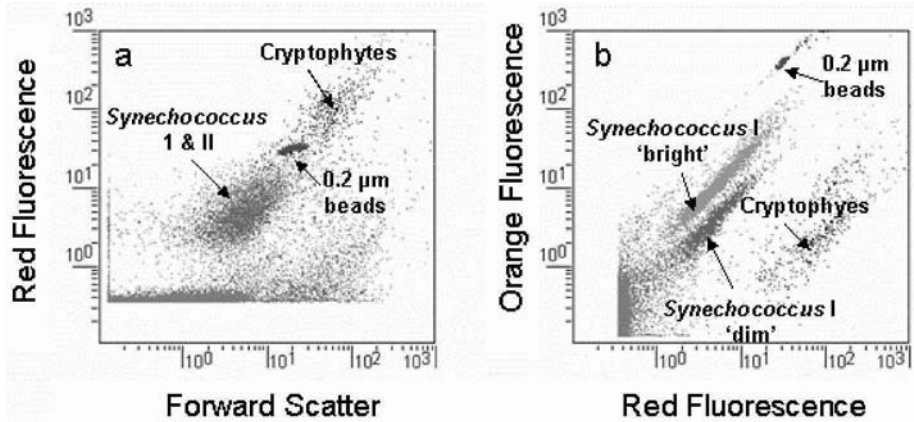 a
Red Fluorescence
10³
10²
10¹
10⁰
Cryptophytes
Synechococcus
1 & II
0.2 µm
beads
10⁰ 10¹ 10² 10³
Forward Scatter
b
Orange Fluorescence
10³
10²
10¹
10⁰
0.2 µm
beads
Synechococcus I
'bright'
Cryptophyes
Synechococcus I
'dim'
10⁰ 10¹ 10² 10³
Red Fluorescence